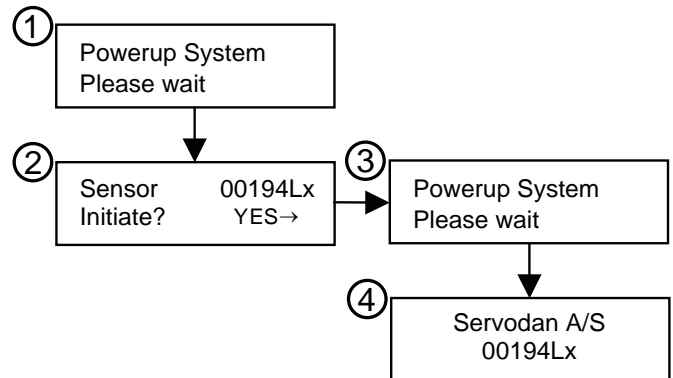 1
Powerup System
Please wait
2
Sensor 00194Lx
Initiate? YES→
3
Powerup System
Please wait
4
Servodan A/S
00194Lx